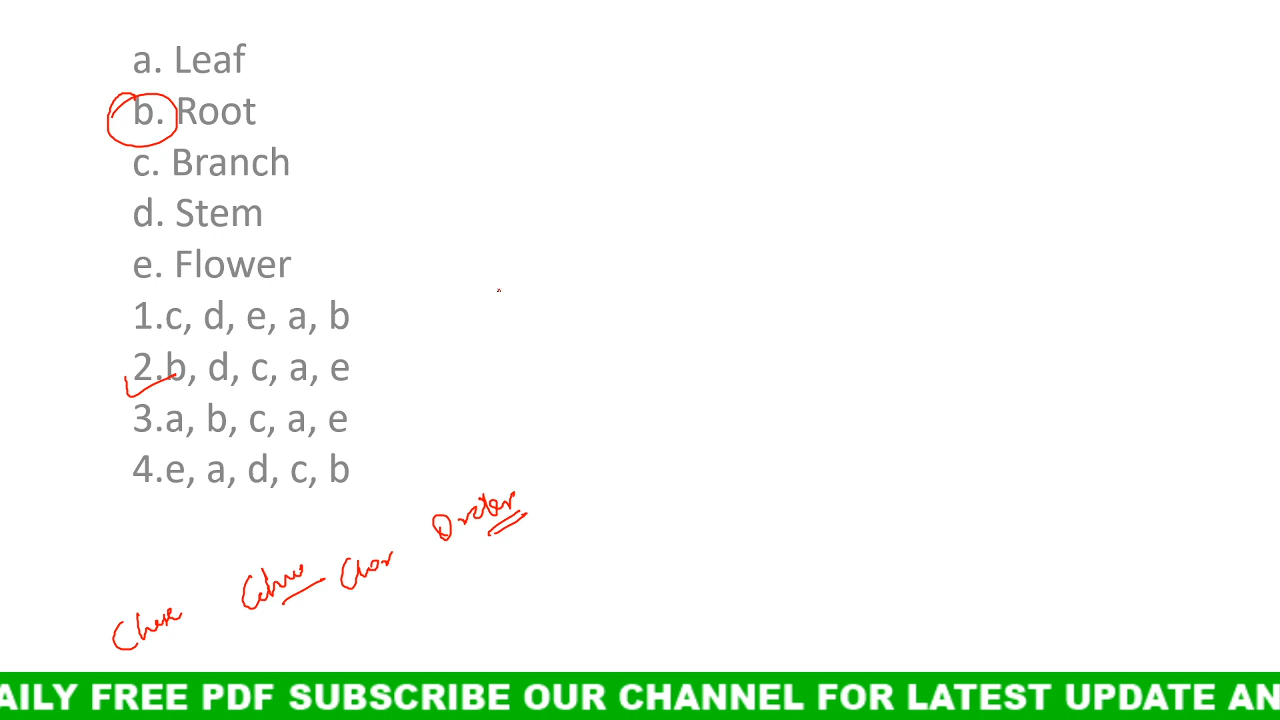 a. Leaf
b. Root
c. Branch
d. Stem
e. Flower
1.c, d, e, a, b
2.b, d, c, a, e
3.a, b, c, a, e
4.e, a, d, c, b
AILY FREE PDF SUBSCRIBE OUR CHANNEL FOR LATEST UPDATE AN